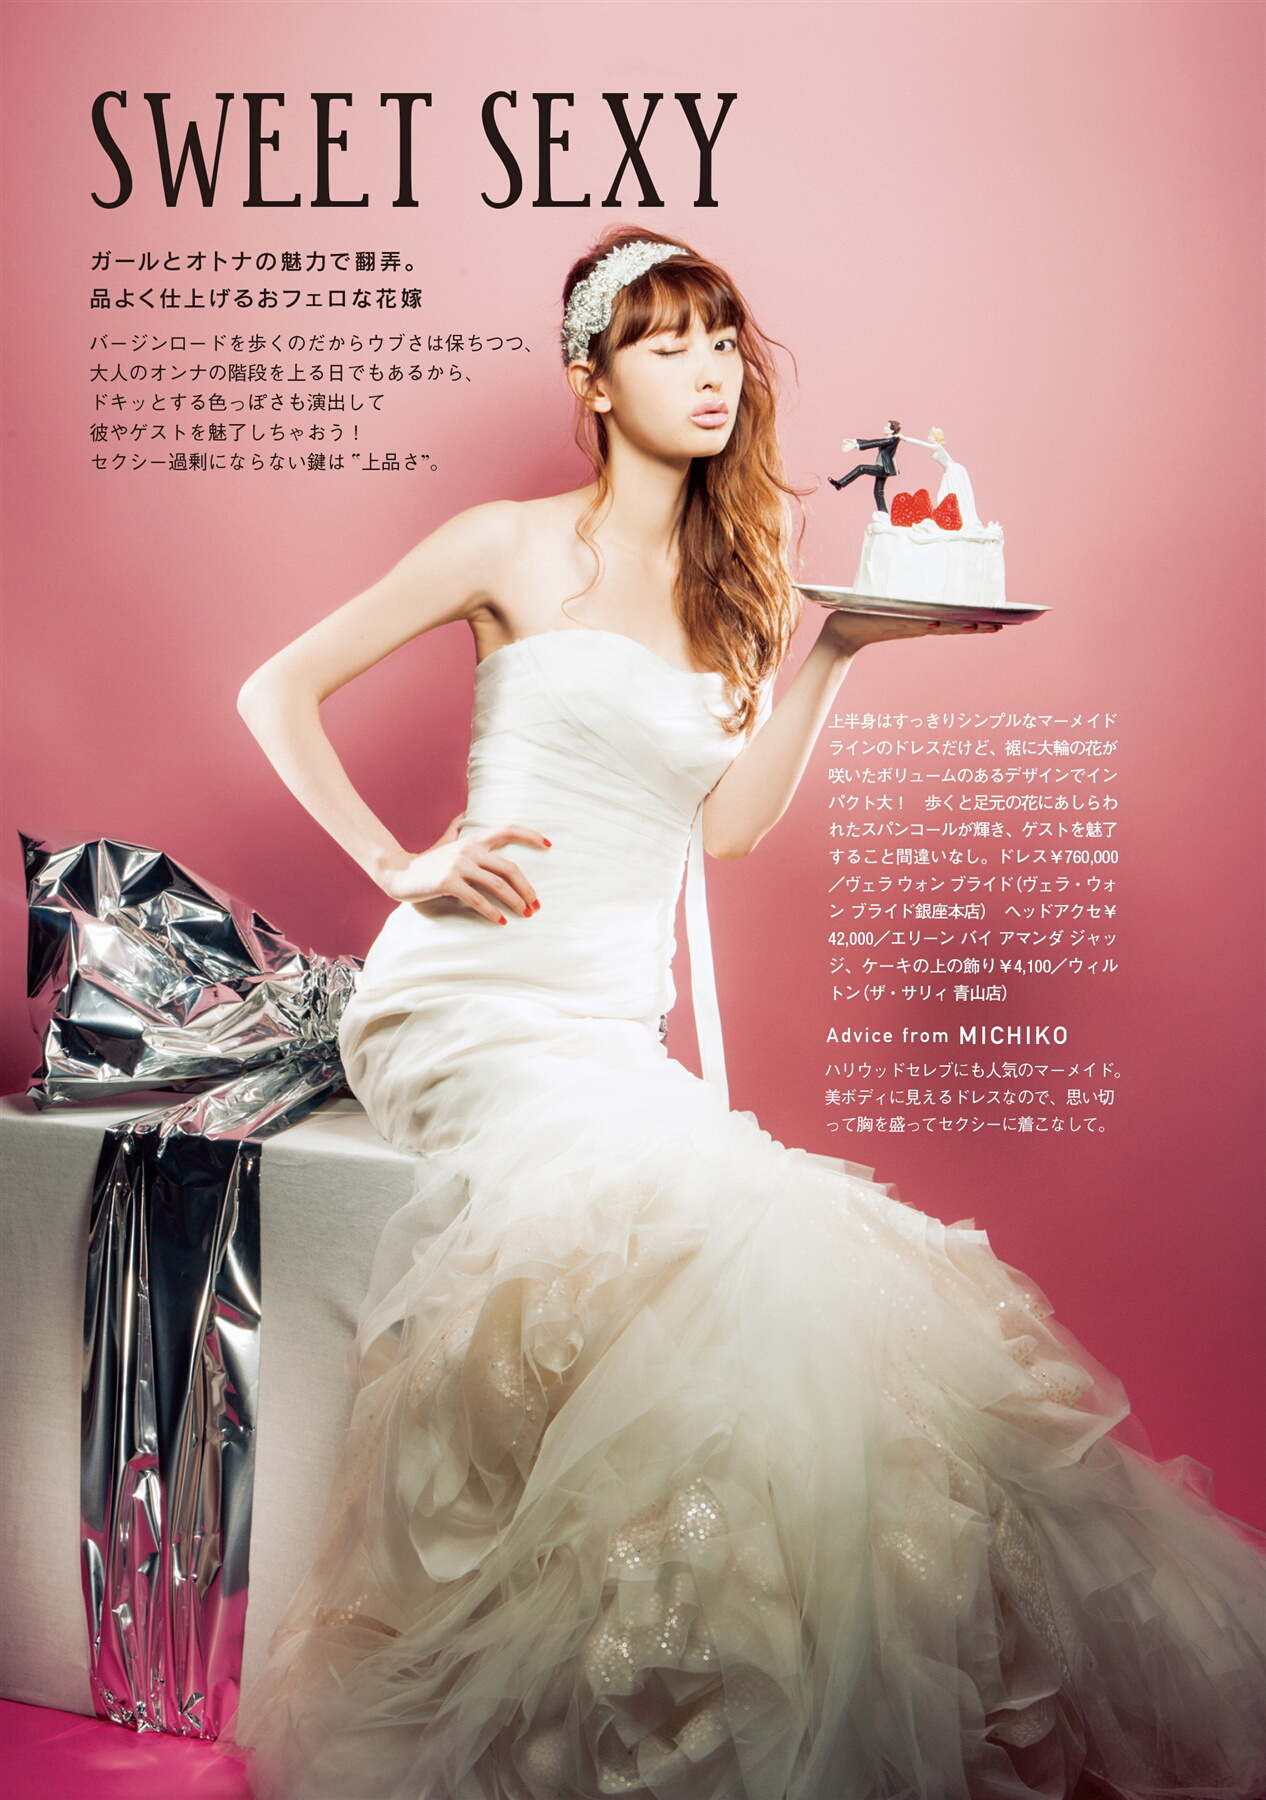 SWEET SEXY
ガールとオトナの魅力で翻弄。
品よく仕上げるおフェロな花嫁
バージンロードを歩くのだからウブさは保ちつつ、
大人のオンナの階段を上る日でもあるから、
ドキッとする色っぽさも演出して
彼やゲストを魅了しちゃおう！
セクシー過剰にならない鍵は〝上品さ〟。
上半身はすっきりシンプルなマーメイド
ラインのドレスだけど、裾に大輪の花が
咲いたボリュームのあるデザインでイン
パクト大！　歩くと足元の花にあしらわ
れたスパンコールが輝き、ゲストを魅了
すること間違いなし。ドレス￥760,000
／ヴェラ ウォン ブライド（ヴェラ・ウォ
ン ブライド銀座本店）　ヘッドアクセ￥
42,000／エリーン バイ アマンダ ジャッ
ジ、ケーキの上の飾り￥4,100／ウィル
トン（ザ・サリィ 青山店）
Advice from MICHIKO
ハリウッドセレブにも人気のマーメイド。
美ボディに見えるドレスなので、思い切
って胸を盛ってセクシーに着こなして。